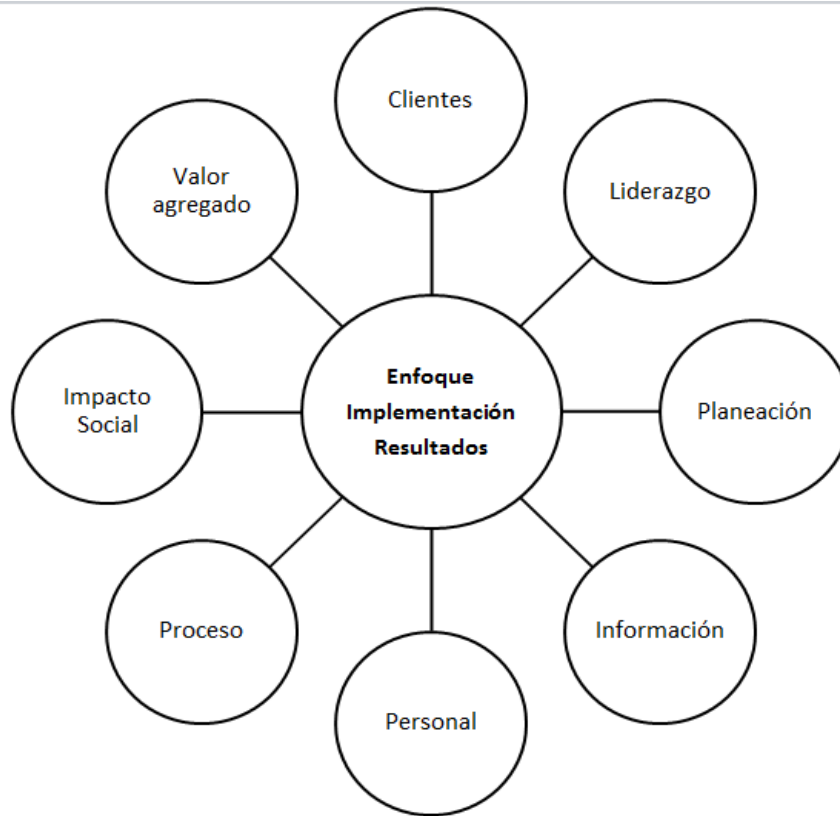 Clientes
Liderazgo
Planeación
Información
Personal
Proceso
Impacto
Social
Valor
agregado
Enfoque
Implementación
Resultados